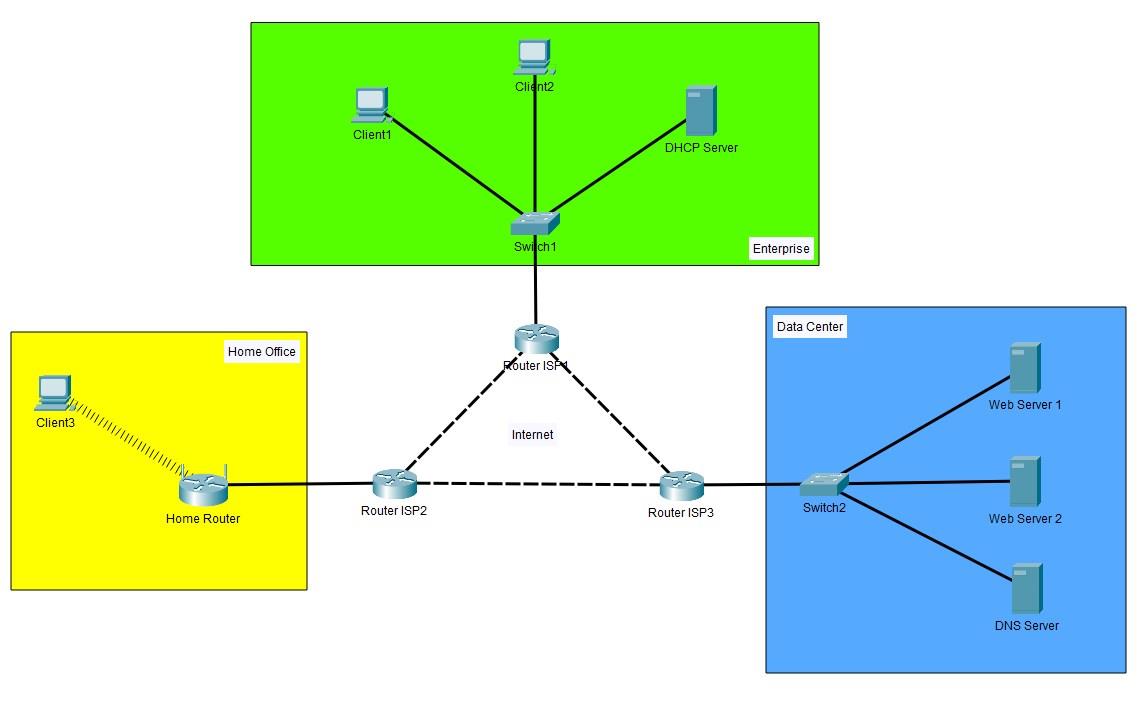 Client2
Client1
DHCP Server
Switch1
Enterprise
Data Center
Home Office
Router ISP1
Web Server 1
Client3
Internet
Router ISP2
Router ISP3
Switch2
Home Router
Web Server 2
DNS Server